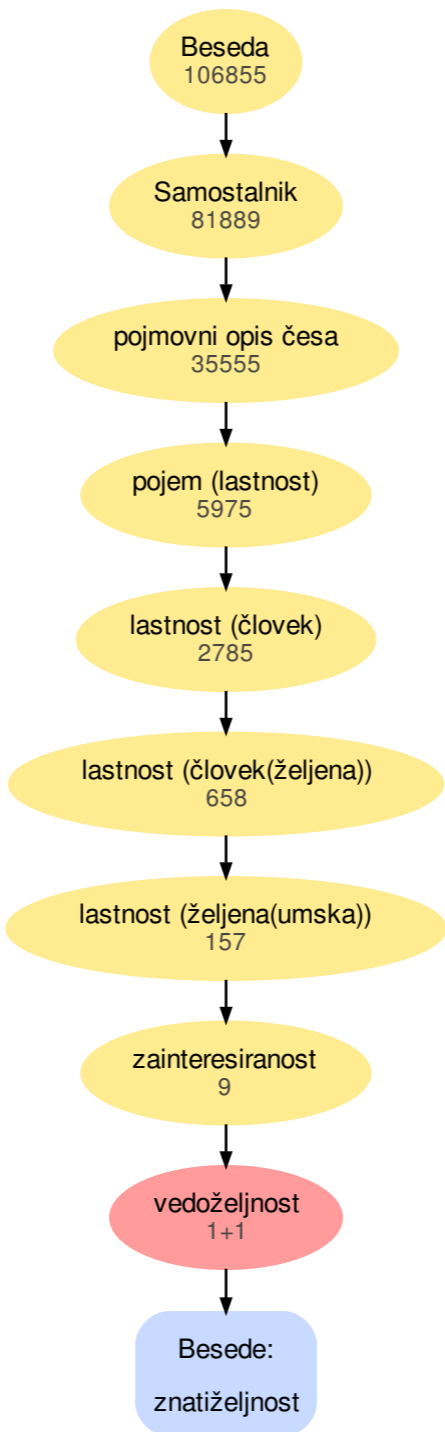 Beseda
106855
Samostalnik
81889
pojmovni opis česa
35555
pojem (lastnost)
5975
lastnost (človek)
2785
lastnost (človek(željena))
658
lastnost (željena(umska))
157
zainteresiranost
9
vedoželjnost
1+1
Besede:
znatiželjnost